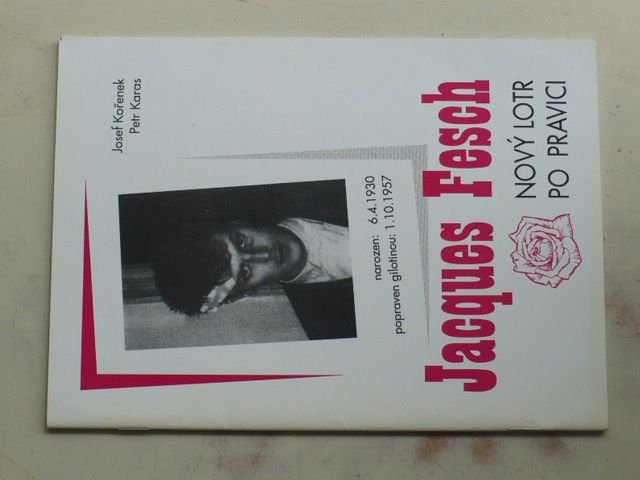 Josef Kořenek
Petr Karas
narozen: 6.4.1930
popraven gilotinou: 1.10.1957
Jacques Fesch
NOVÝ LOTR
PO PRAVICI